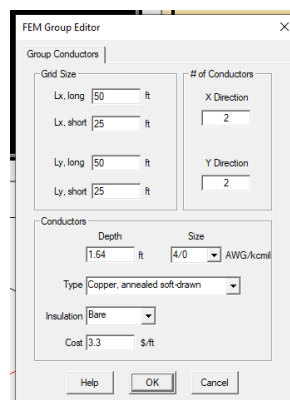 FEM Group Editor
Group Conductors
Grid Size
Lx, long 50 ft
Lx, short 25 ft
Ly, long 50 ft
Ly, short 25 ft
# of Conductors
X Direction
2
Y Direction
2
Conductors
Depth Size
1.64 ft 4/0 AWG/kcmil
Type Copper, annealed soft-drawn
Insulation Bare
Cost 3.3 $/ft
Help OK Cancel